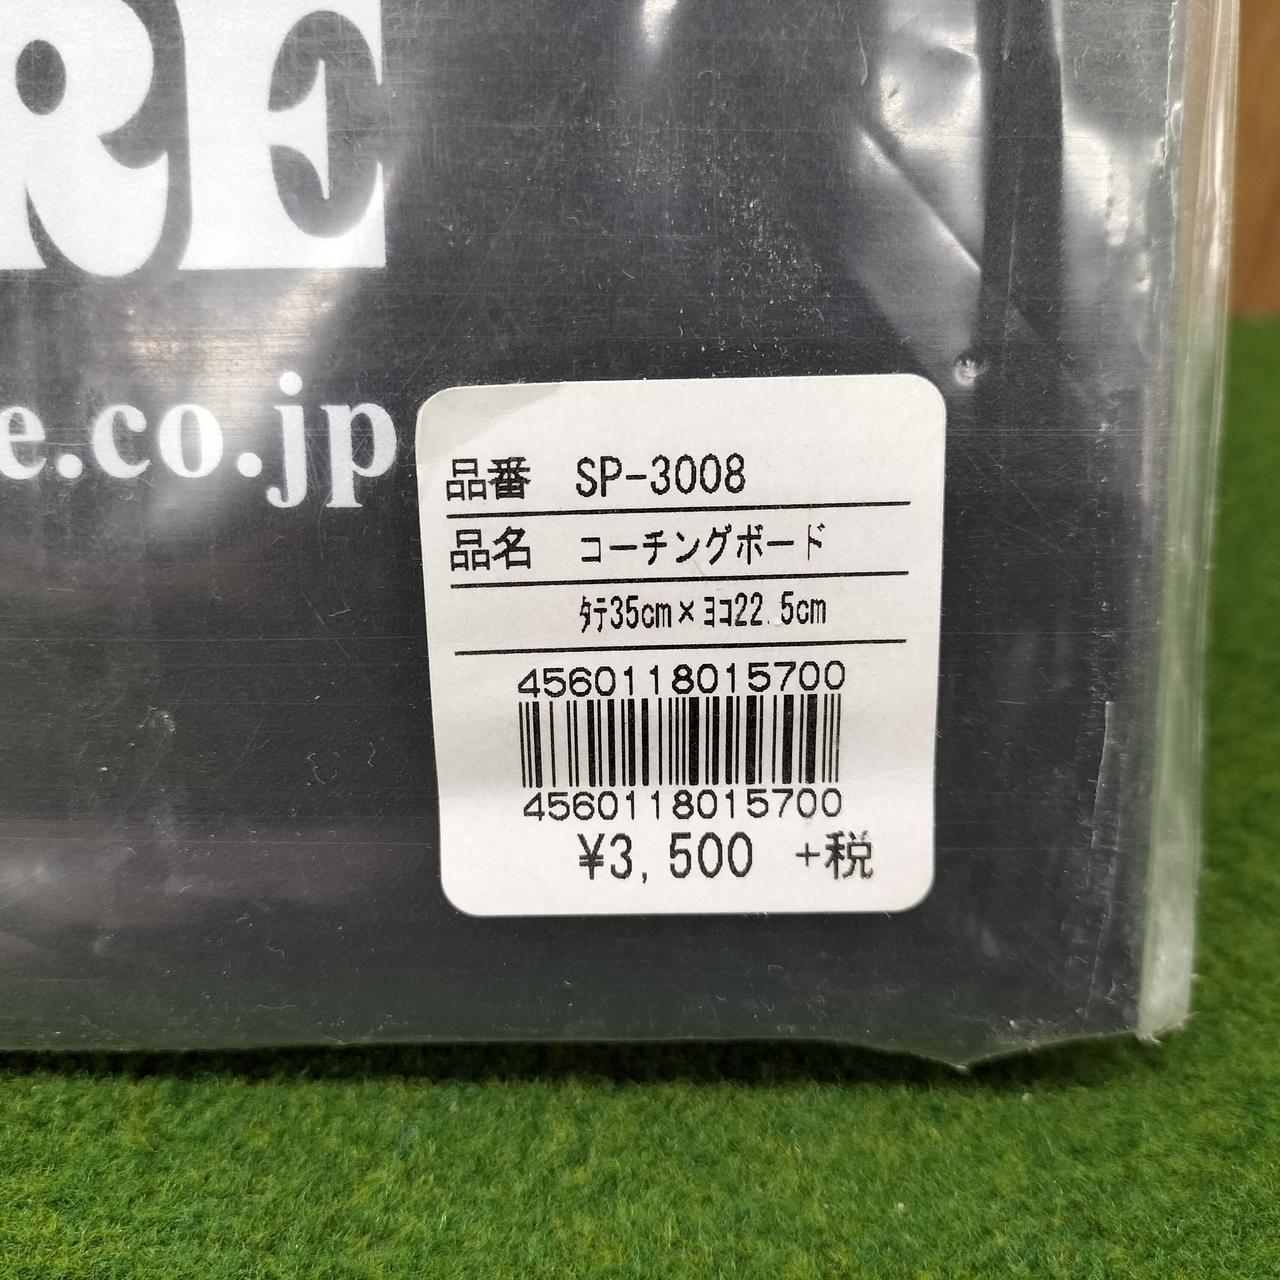 RE
e.co.jp
品番 SP-3008
品名 コーチングボード
ﾀﾃ35cm×ﾖｺ22.5cm
4560118015700
4560118015700
¥3,500 +税